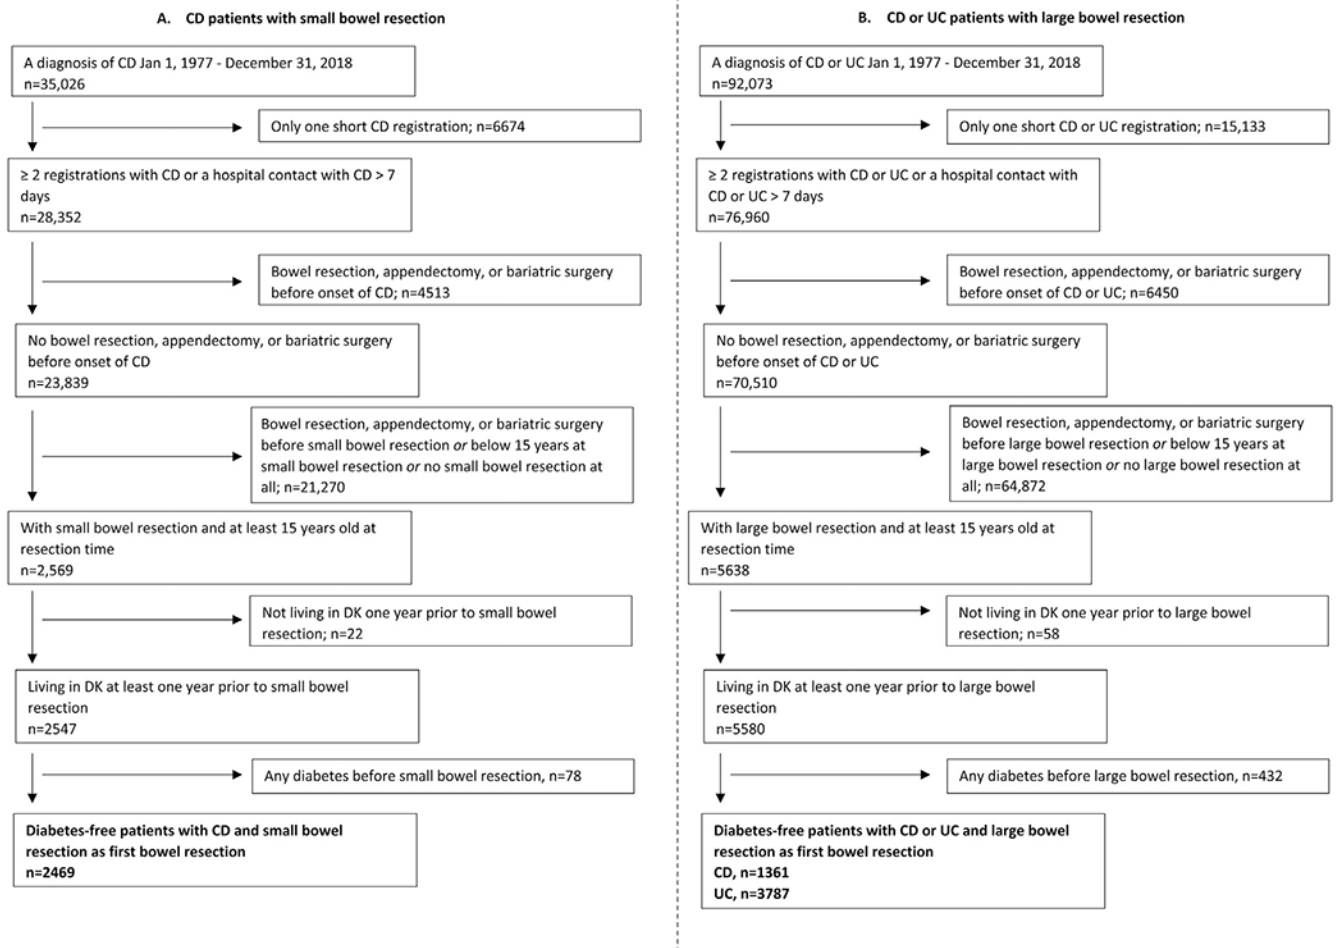 A. CD patients with small bowel resection
A diagnosis of CD Jan 1, 1977 - December 31, 2018
n=35,026
Only one short CD registration; n=6674
≥ 2 registrations with CD or a hospital contact with CD > 7
days
n=28,352
Bowel resection, appendectomy, or bariatric surgery
before onset of CD; n=4513
No bowel resection, appendectomy, or bariatric surgery
before onset of CD
n=23,839
Bowel resection, appendectomy, or bariatric surgery
before small bowel resection or below 15 years at
small bowel resection or no small bowel resection at
all; n=21,270
With small bowel resection and at least 15 years old at
resection time
n=2,569
Not living in DK one year prior to small bowel
resection; n=22
Living in DK at least one year prior to small bowel
resection
n=2547
Any diabetes before small bowel resection, n=78
Diabetes-free patients with CD and small bowel
resection as first bowel resection
n=2469
B. CD or UC patients with large bowel resection
A diagnosis of CD or UC Jan 1, 1977 - December 31, 2018
n=92,073
Only one short CD or UC registration; n=15,133
≥ 2 registrations with CD or UC or a hospital contact with
CD or UC > 7 days
n=76,960
Bowel resection, appendectomy, or bariatric surgery
before onset of CD or UC; n=6450
No bowel resection, appendectomy, or bariatric surgery
before onset of CD or UC
n=70,510
Bowel resection, appendectomy, or bariatric surgery
before large bowel resection or below 15 years at
large bowel resection or no large bowel resection at
all; n=64,872
With large bowel resection and at least 15 years old at
resection time
n=5638
Not living in DK one year prior to large bowel
resection; n=58
Living in DK at least one year prior to large bowel
resection
n=5580
Any diabetes before large bowel resection, n=432
Diabetes-free patients with CD or UC and large bowel
resection as first bowel resection
CD, n=1361
UC, n=3787